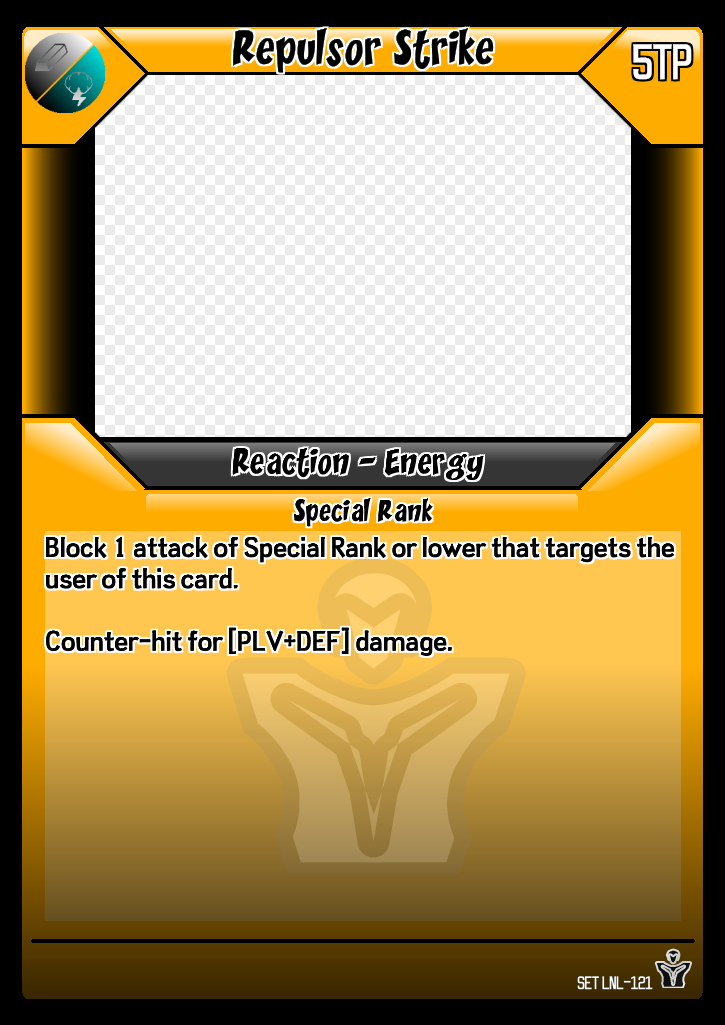 Repulsor Strike
5TP
Reaction - Energy
Special Rank
Block 1 attack of Special Rank or lower that targets the
user of this card.
Counter-hit for [PLV+DEF] damage.
SET LNL-121